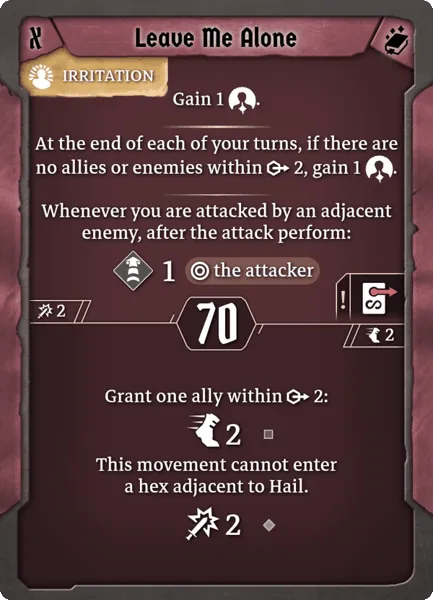 Leave Me Alone
IRRITATION
Gain 1 .
At the end of each of your turns, if there are
no allies or enemies within 2, gain 1 .
Whenever you are attacked by an adjacent
enemy, after the attack perform:
1 the attacker
2
70
!
2
Grant one ally within 2:
2
This movement cannot enter
a hex adjacent to Hail.
2